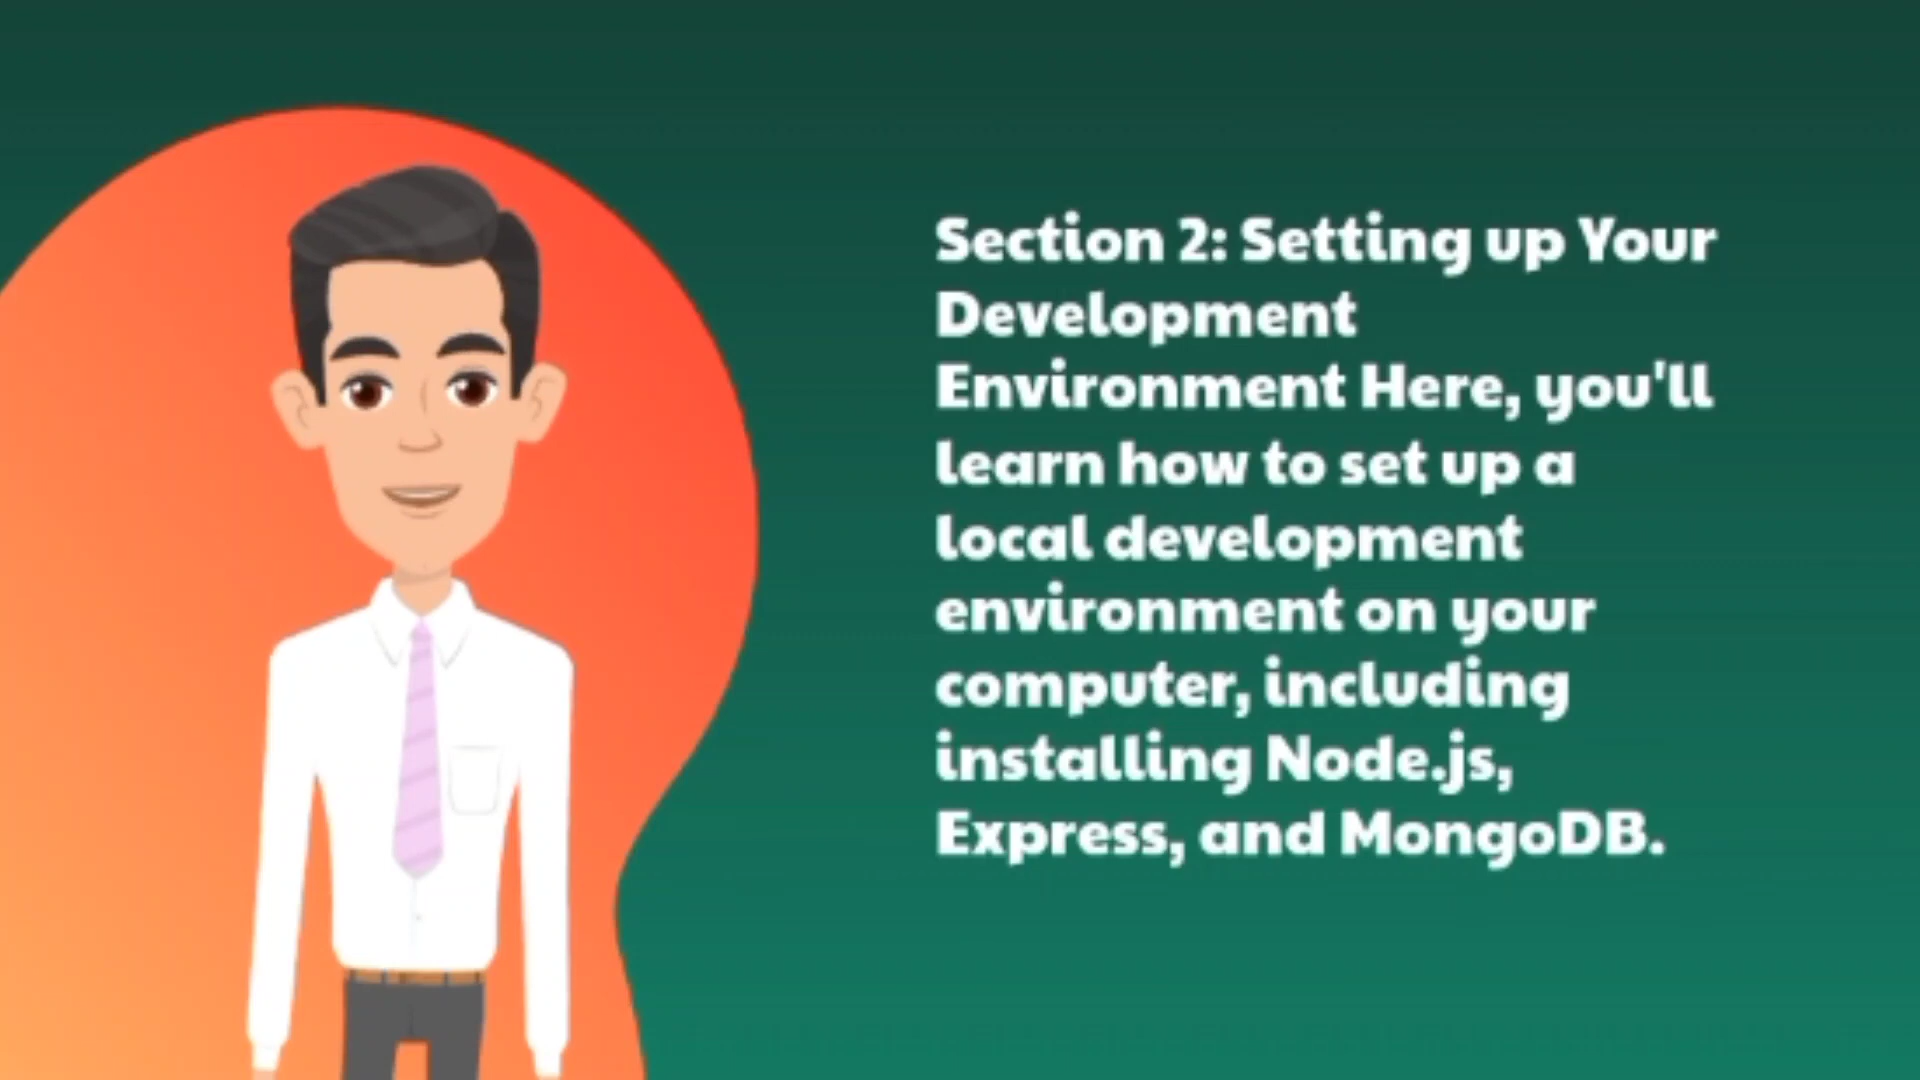 Section 2: Setting up Your
Development
Environment Here, you'll
learn how to set up a
local development
environment on your
computer, including
installing Node.js,
Express, and MongoDB.